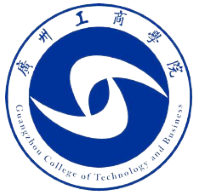 廣州工商學院
Guangzhou College of Technology and Business